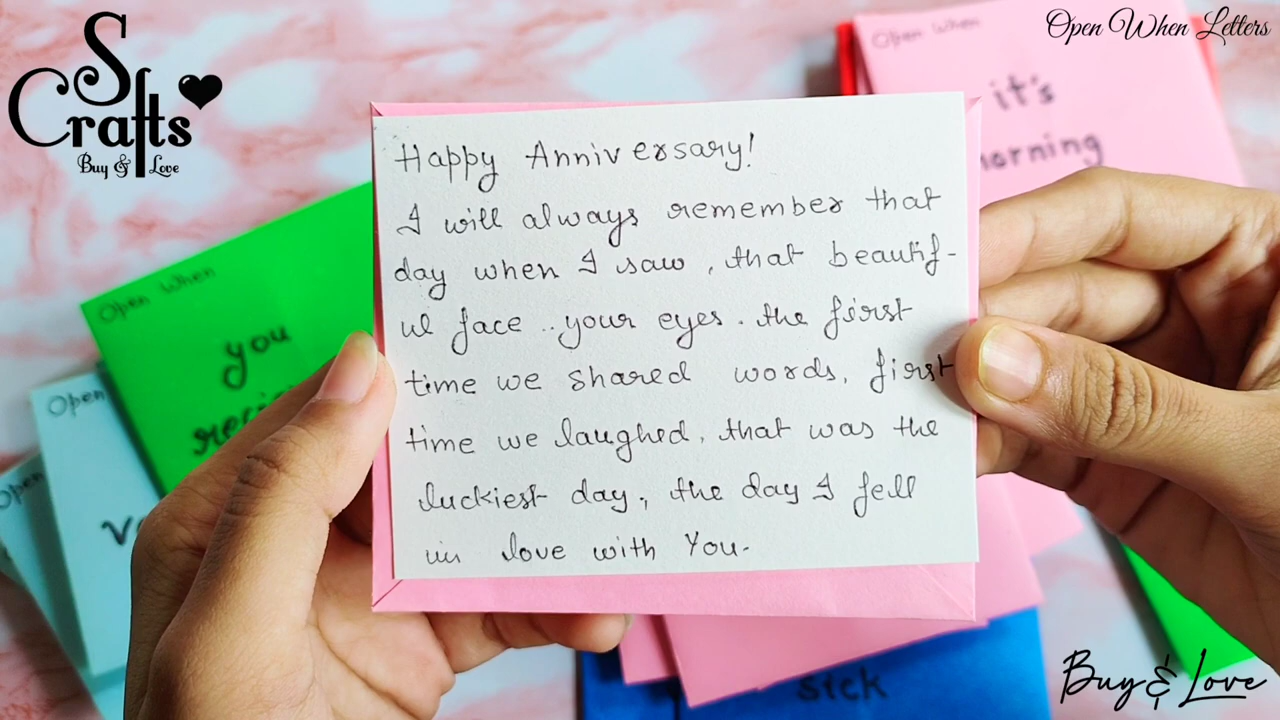 S
Crafts
Buy & Love
Open When Letters
Open When
it's
morning
Happy Anniversary!
I will always remember that
day when I saw , that beautif-
ul face .. your eyes . the first
time we shared words, first
time we laughed, that was the
luckiest day, the day I fell
in love with You.
Open When
you
Open
Open
sick
Buy & Love